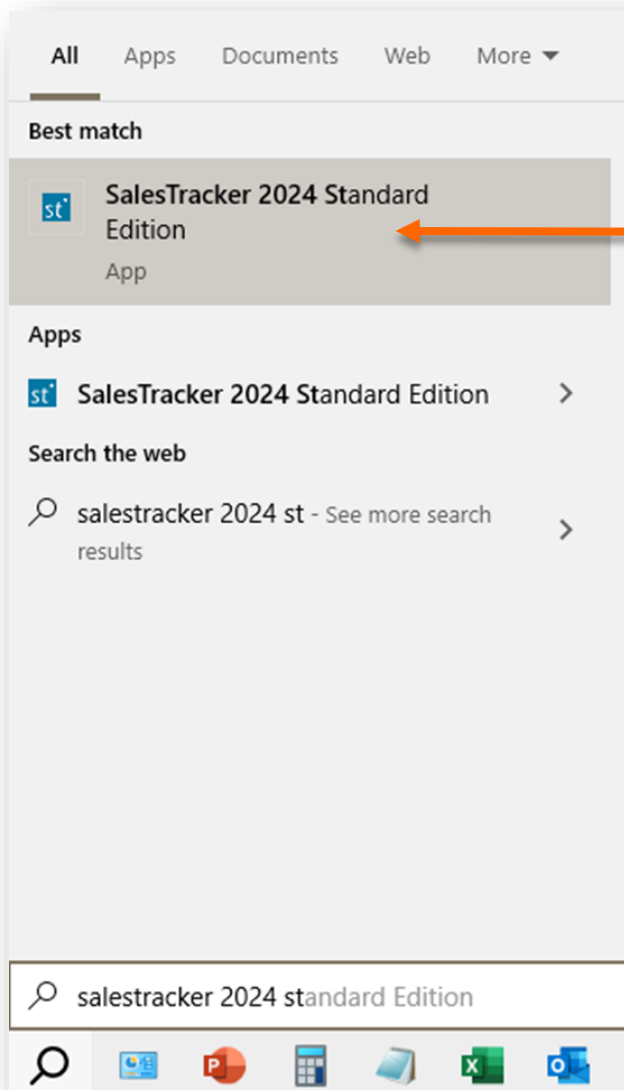 All Apps Documents Web More
Best match
st
SalesTracker 2024 Standard
Edition
App
Apps
st SalesTracker 2024 Standard Edition
Search the web
salestracker 2024 st - See more search
results
salestracker 2024 standard Edition
P X O